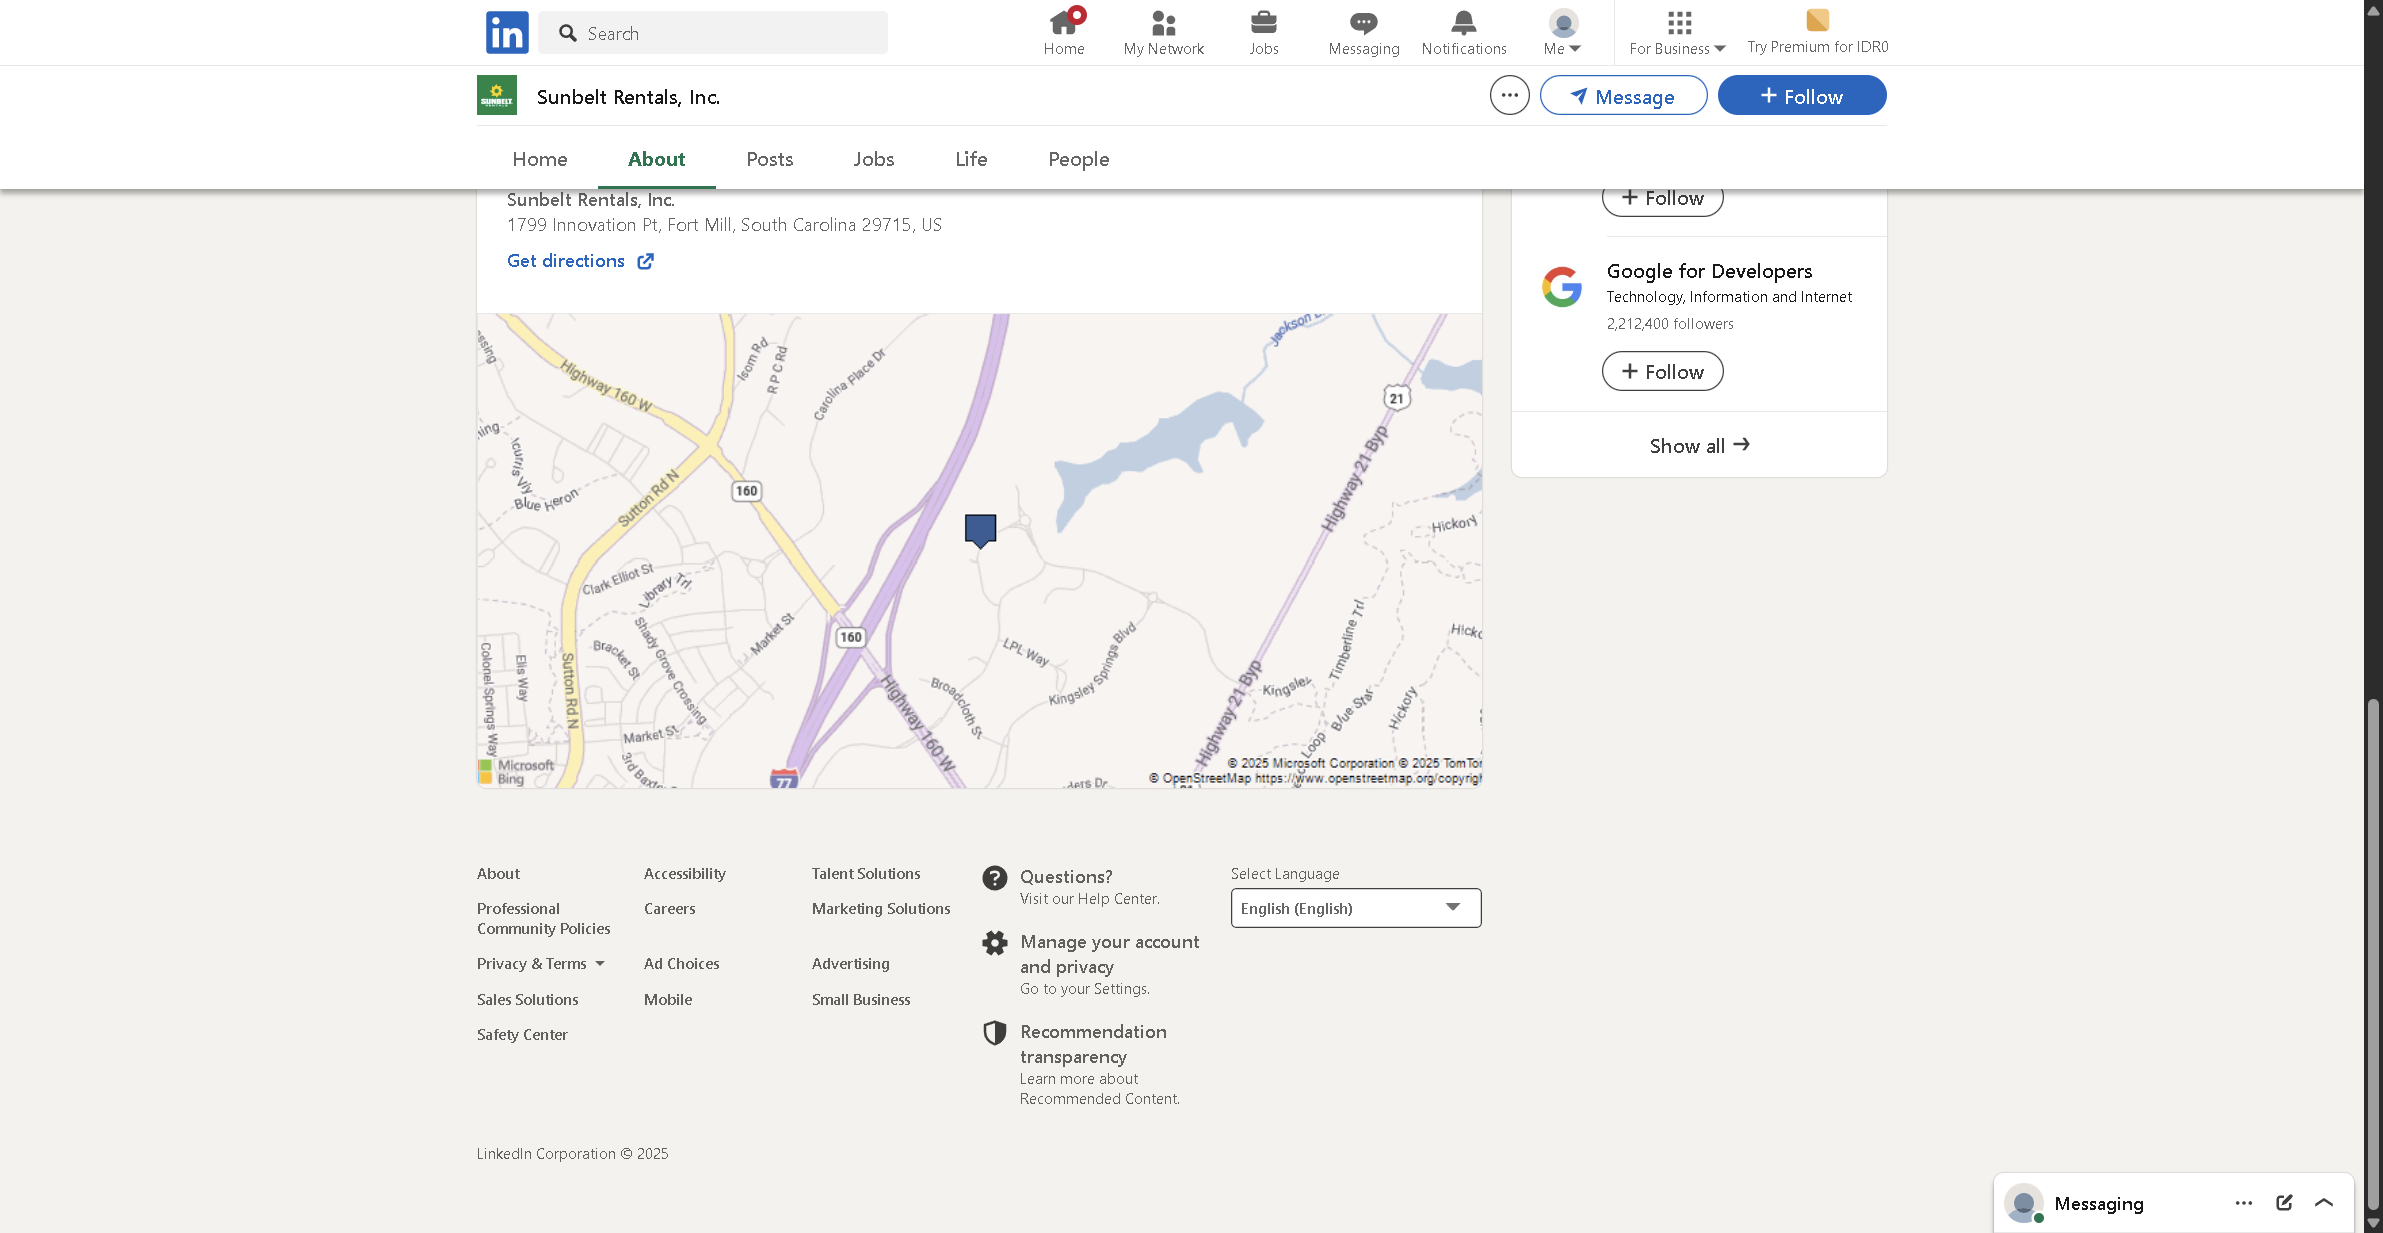 in
Search
Home
My Network
Jobs
Messaging
Notifications
Me
For Business
Try Premium for IDR0
SUNBELT
RENTALS
Sunbelt Rentals, Inc.
Message
Follow
Home
About
Posts
Jobs
Life
People
Sunbelt Rentals, Inc.
1799 Innovation Pt, Fort Mill, South Carolina 29715, US
Get directions
Follow
Google for Developers
Technology, Information and Internet
2,212,400 followers
Follow
Show all
Highway 160 W
Isom Rd
R P C Rd
Carolina Place Dr
21
Highway 21 Byp
Blue Heron
Sutton Rd N
160
Hickory
Clark Elliot St
Library Trl
Shady Grove Crossing
Bracket St
Market St
160
LPL Way
Kingsley Springs Blvd
Timberline Trl
Colonel Springs Way
Elis Way
Sutton Rd N
Highway 160 W
Broadcloth St
Highway 21 Byp
Blue Star
Loop
Hickory
Market St
77
Microsoft
Bing
© 2025 Microsoft Corporation © 2025 TomTom
© OpenStreetMap https://www.openstreetmap.org/copyrigh
About
Accessibility
Talent Solutions
Professional
Community Policies
Careers
Marketing Solutions
Privacy & Terms
Ad Choices
Advertising
Sales Solutions
Mobile
Small Business
Safety Center
Questions?
Visit our Help Center.
Manage your account
and privacy
Go to your Settings.
Recommendation
transparency
Learn more about
Recommended Content.
Select Language
English (English)
LinkedIn Corporation © 2025
Messaging